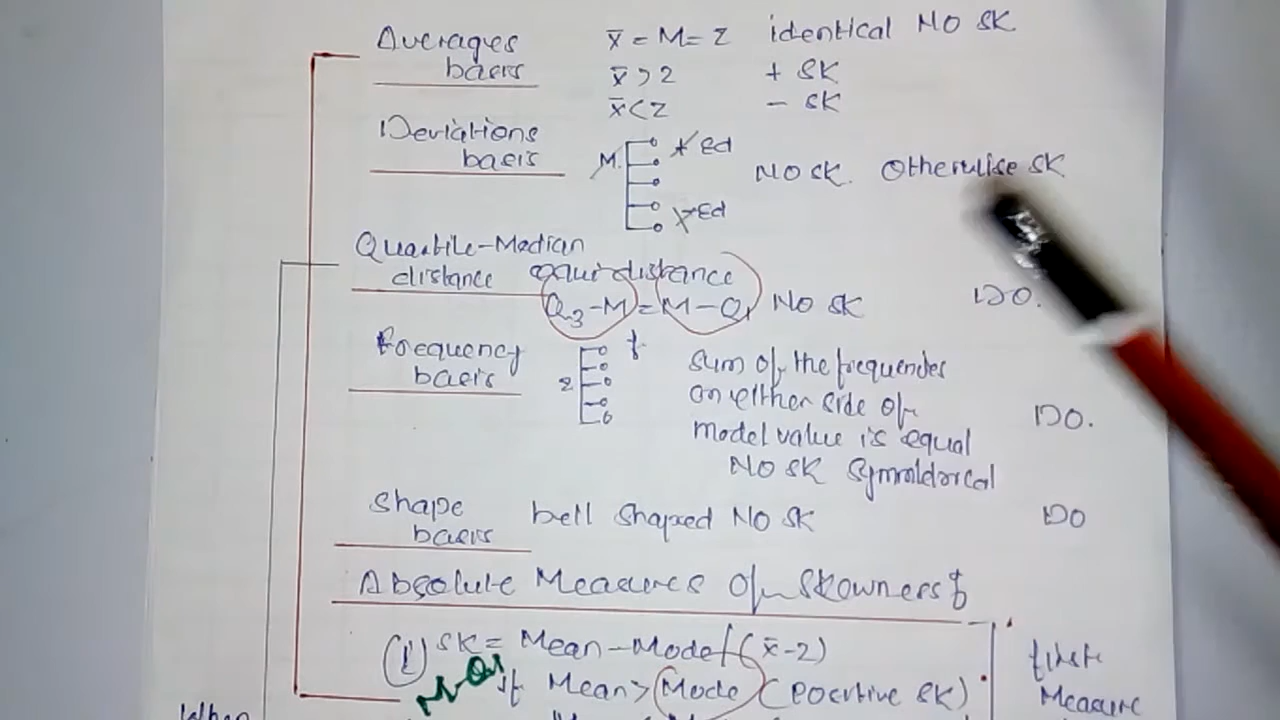 Averages basis x̄ = M = Z identical No SK
x̄ > Z + SK
x̄ < Z - SK
Deviations basis M +Ed -Ed No SK. Otherwise SK
Quartile-Median distance equidistance
Q₃-M = M-Q₁ No SK DO.
frequency basis Z f sum of the frequencies
on either side of DO.
model value is equal
No SK
Shape basis bell shaped No SK DO
Absolute Measures of Skewness
(1) SK = Mean-Mode (x̄-Z) first
M-Q₁ if Mean > Mode (Positive SK) Measure
When